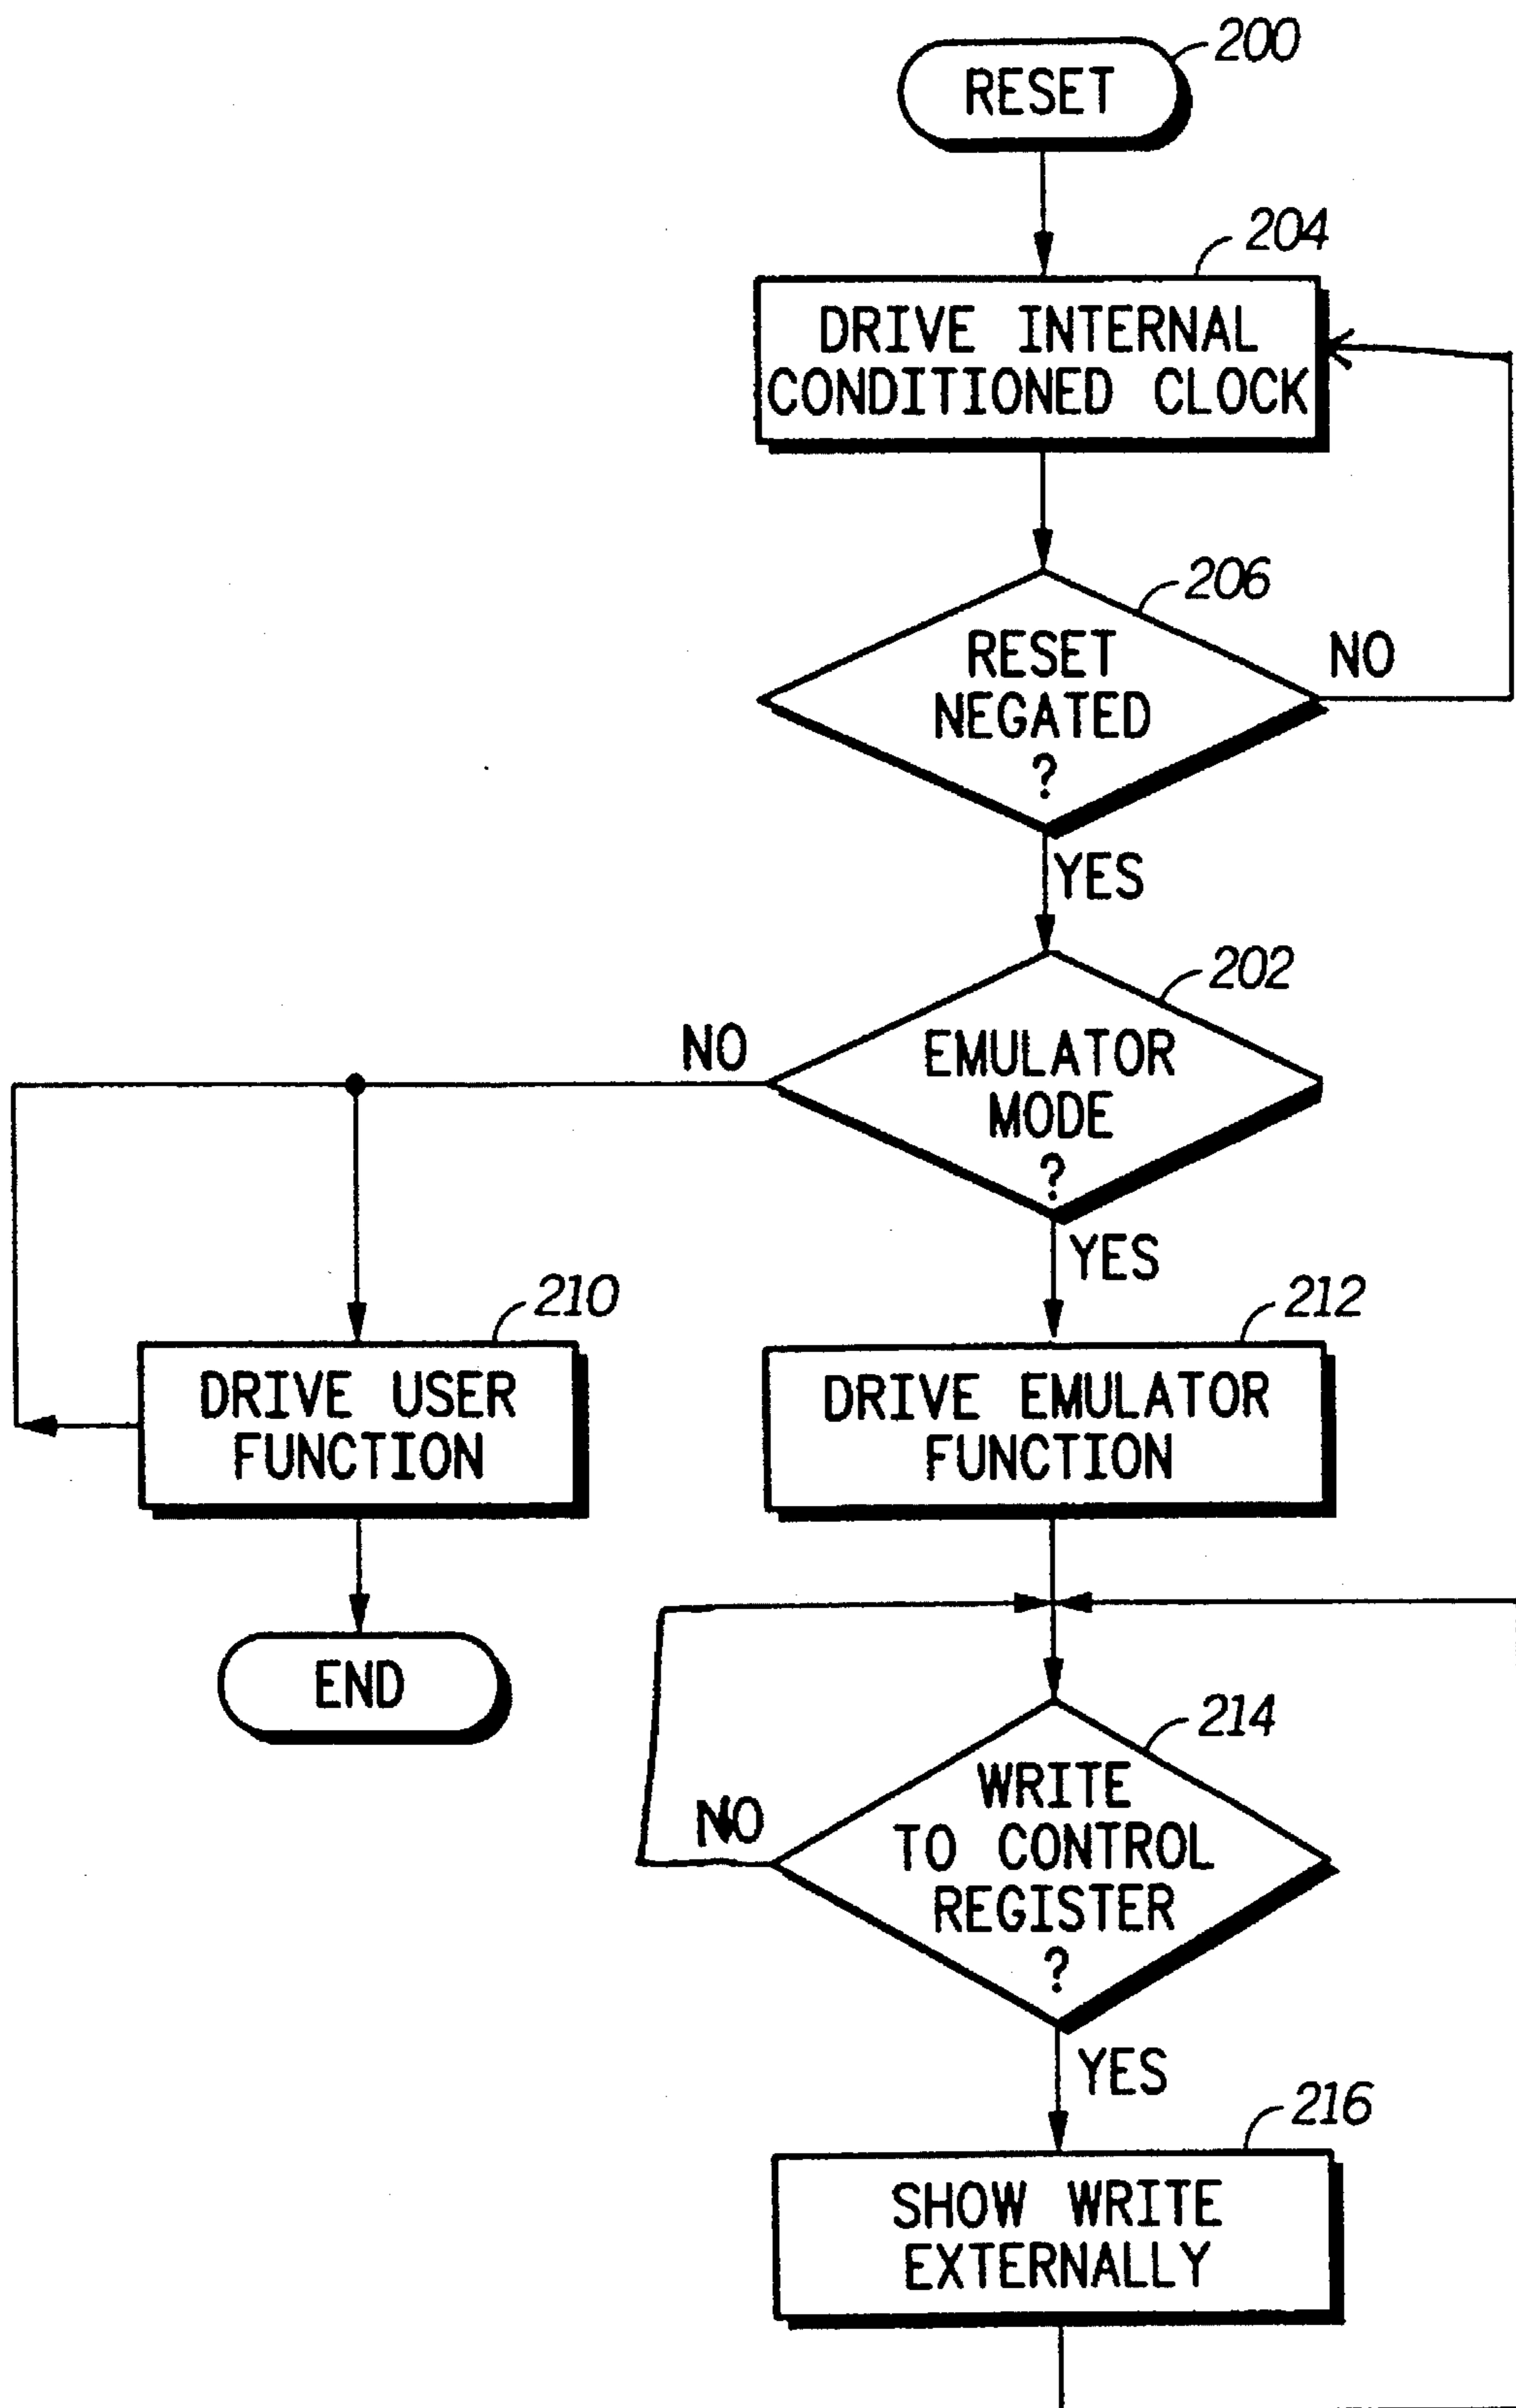 200
RESET
204
DRIVE INTERNAL
CONDITIONED CLOCK
206
RESET
NEGATED
?
NO
YES
202
EMULATOR
MODE
?
NO
YES
210
DRIVE USER
FUNCTION
212
DRIVE EMULATOR
FUNCTION
END
214
WRITE
TO CONTROL
REGISTER
?
NO
YES
216
SHOW WRITE
EXTERNALLY